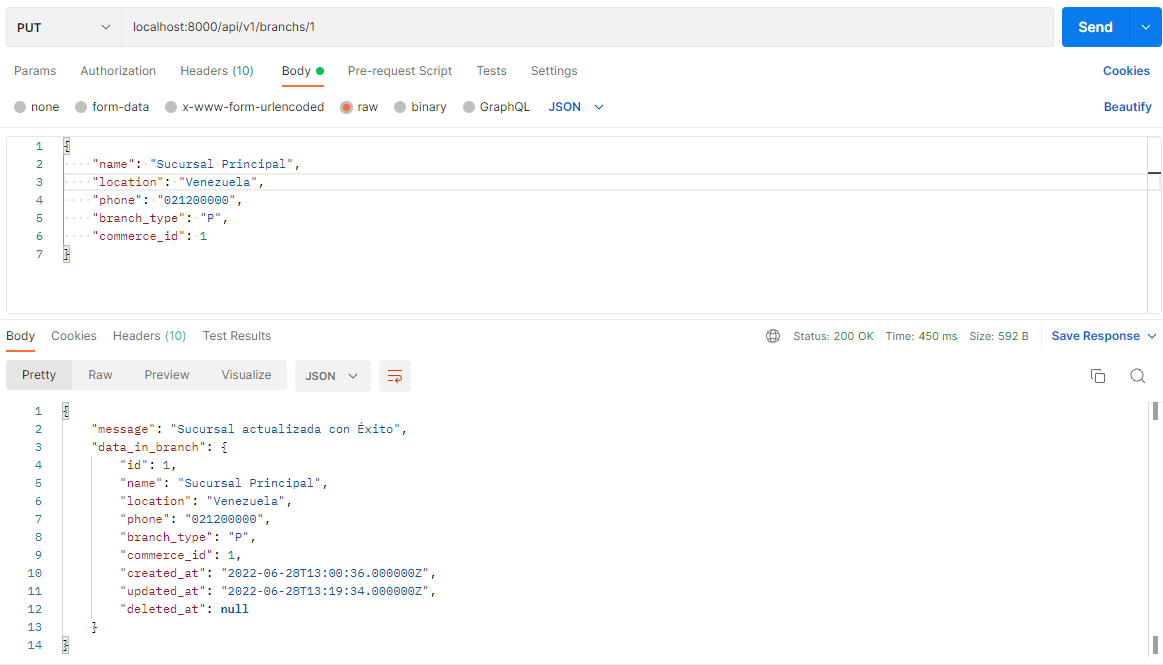 PUT localhost:8000/api/v1/branchs/1 Send
Params Authorization Headers (10) Body Pre-request Script Tests Settings Cookies
none form-data x-www-form-urlencoded raw binary GraphQL JSON Beautify
1 {
2 "name": "Sucursal Principal",
3 "location": "Venezuela",
4 "phone": "021200000",
5 "branch_type": "P",
6 "commerce_id": 1
7 }
Body Cookies Headers (10) Test Results Status: 200 OK Time: 450 ms Size: 592 B Save Response
Pretty Raw Preview Visualize JSON
1 {
2 "message": "Sucursal actualizada con Éxito",
3 "data_in_branch": {
4 "id": 1,
5 "name": "Sucursal Principal",
6 "location": "Venezuela",
7 "phone": "021200000",
8 "branch_type": "P",
9 "commerce_id": 1,
10 "created_at": "2022-06-28T13:00:36.000000Z",
11 "updated_at": "2022-06-28T13:19:34.000000Z",
12 "deleted_at": null
13 }
14 }